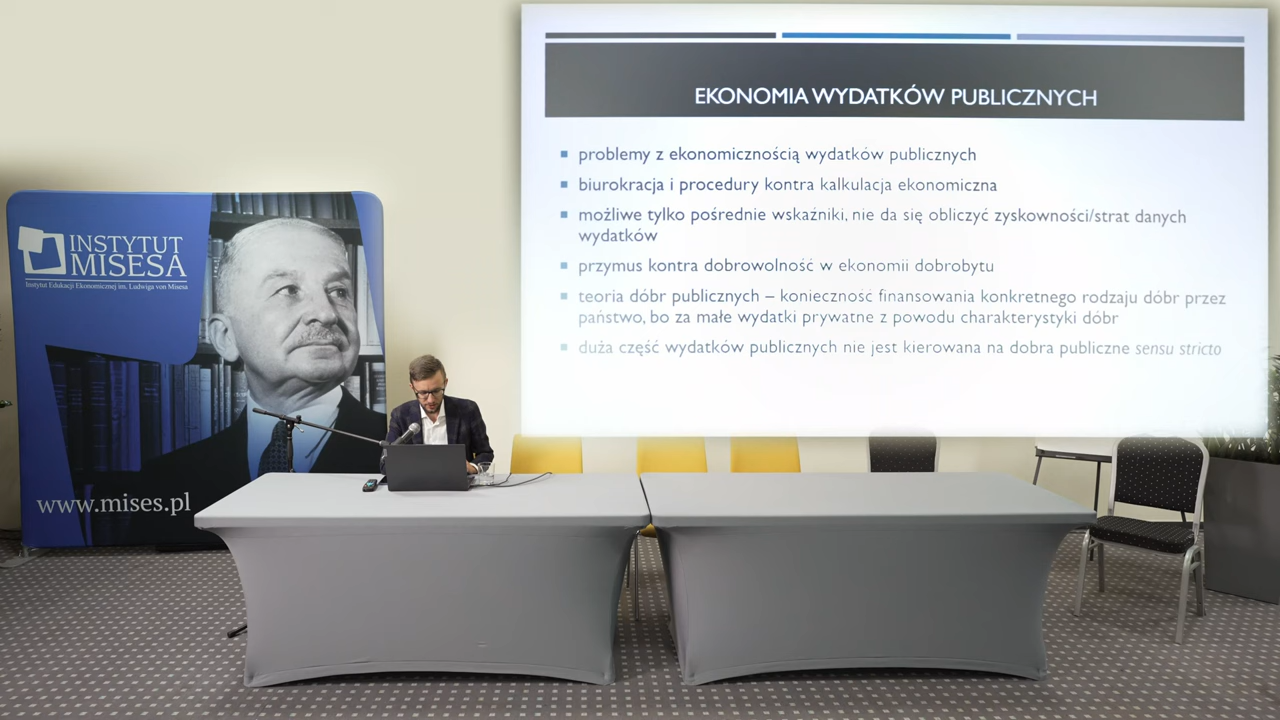 INSTYTUT
MISESA
Instytut Edukacji Ekonomicznej im. Ludwiga von Misesa
www.mises.pl
EKONOMIA WYDATKÓW PUBLICZNYCH
problemy z ekonomicznością wydatków publicznych
biurokracja i procedury kontra kalkulacja ekonomiczna
możliwe tylko pośrednie wskaźniki, nie da się obliczyć zyskowności/strat danych
wydatków
przymus kontra dobrowolność w ekonomii dobrobytu
teoria dóbr publicznych – konieczność finansowania konkretnego rodzaju dóbr przez
państwo, bo za małe wydatki prywatne z powodu charakterystyki dóbr
duża część wydatków publicznych nie jest kierowana na dobra publiczne sensu stricto